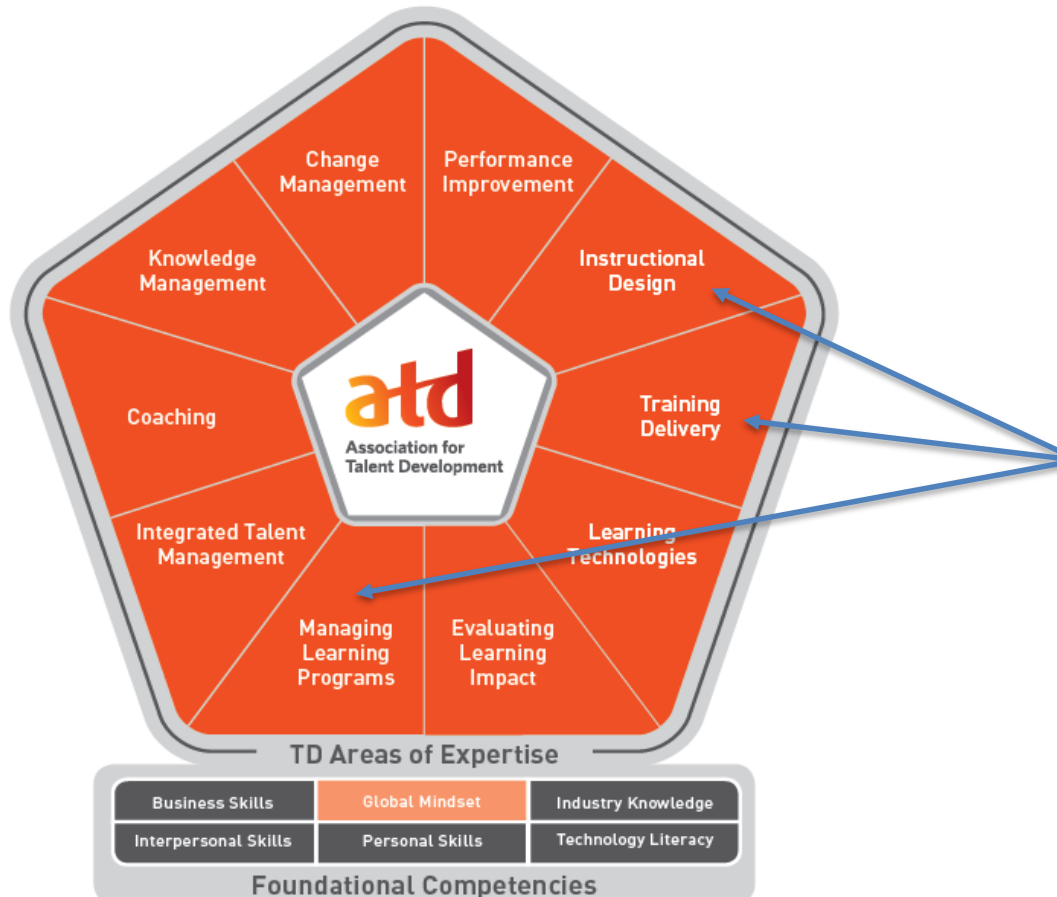 Change
Management
Performance
Improvement
Knowledge
Management
Instructional
Design
Coaching
atd
Association for
Talent Development
Training
Delivery
Integrated Talent
Management
Learning
Technologies
Managing
Learning
Programs
Evaluating
Learning
Impact
TD Areas of Expertise
Business Skills
Global Mindset
Industry Knowledge
Interpersonal Skills
Personal Skills
Technology Literacy
Foundational Competencies